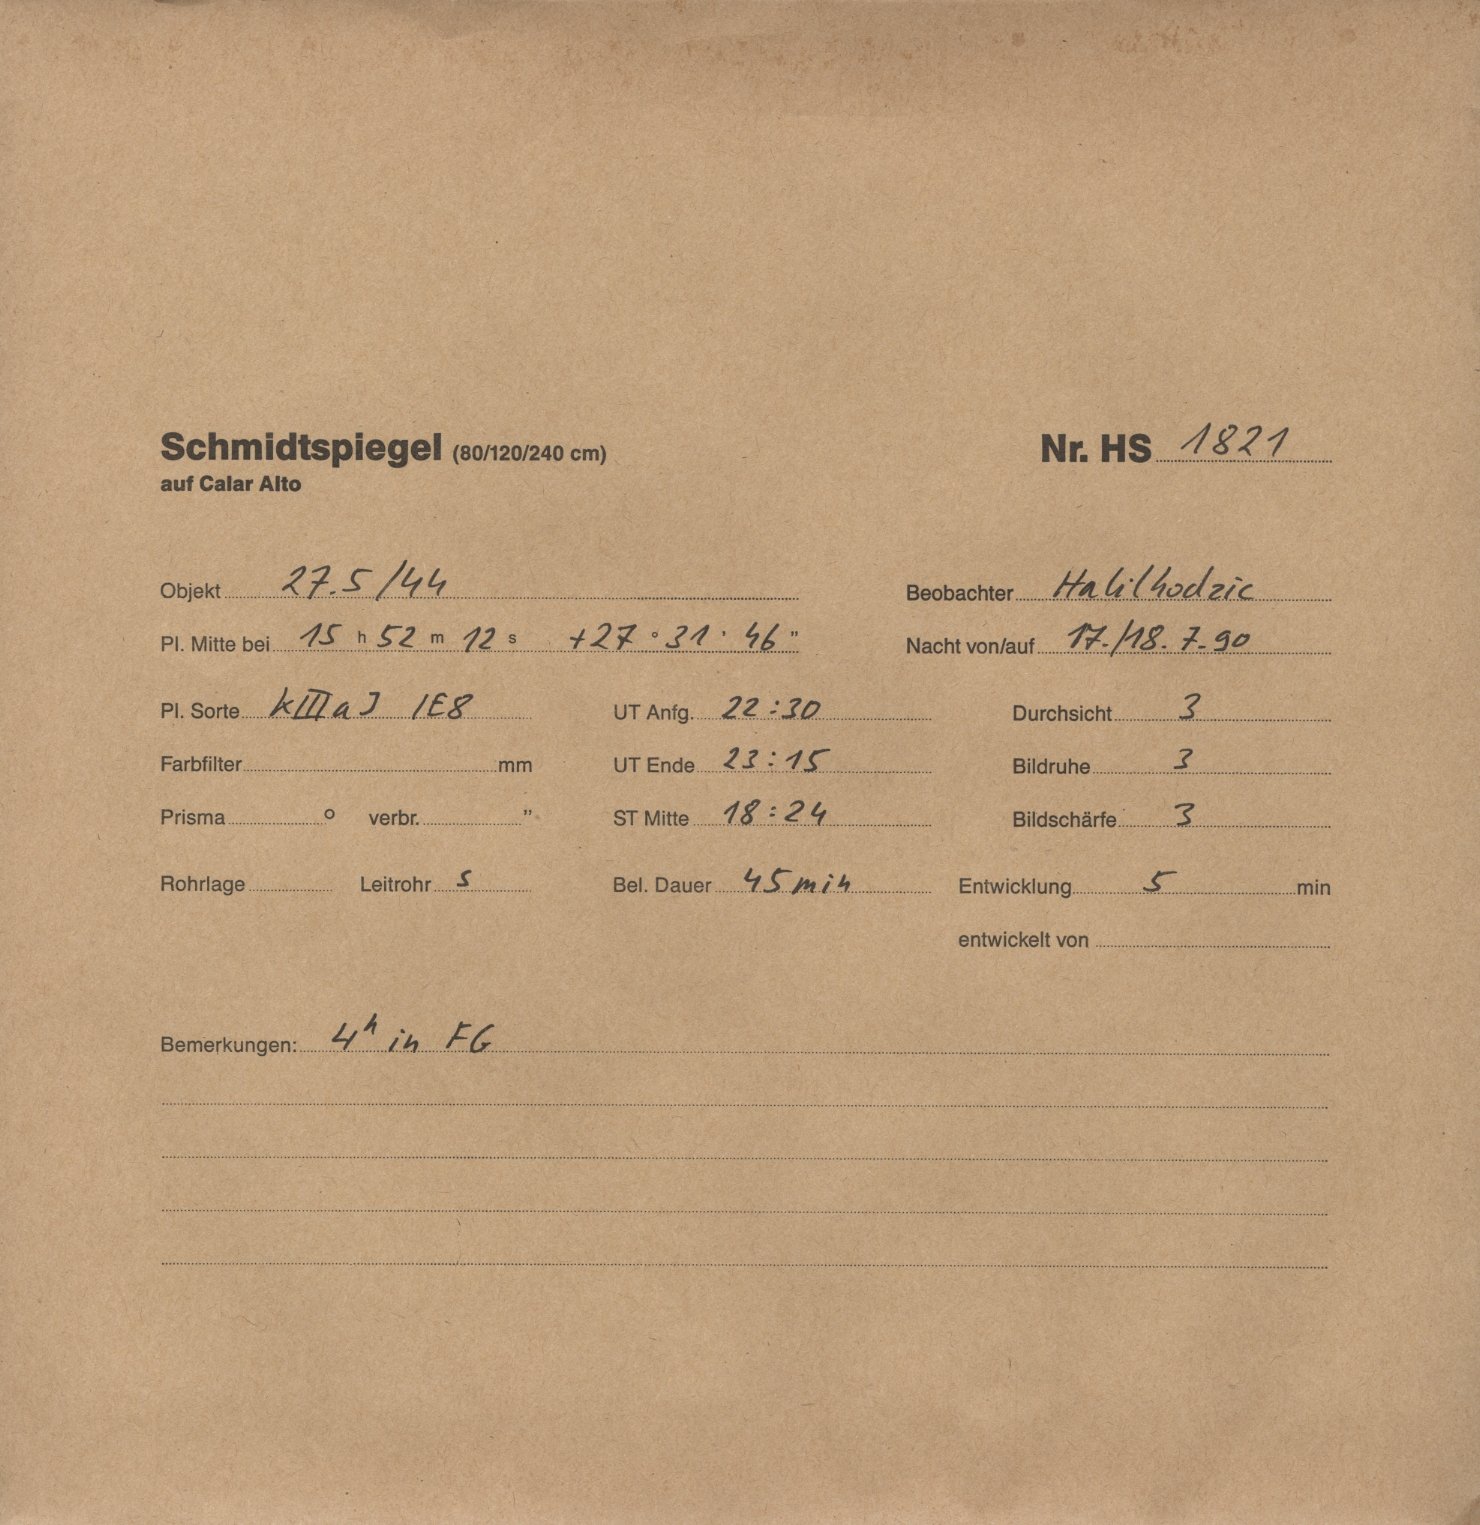 Schmidtspiegel (80/120/240 cm) Nr. HS 1821
auf Calar Alto
Objekt 27.5/44 Beobachter Halilhodzic
Pl. Mitte bei 15 h 52 m 12 s +27 ° 31 ' 46 " Nacht von/auf 17./18. 7. 90
Pl. Sorte kIIIaJ 1E8 UT Anfg. 22:30 Durchsicht 3
Farbfilter mm UT Ende 23:15 Bildruhe 3
Prisma ° verbr. " ST Mitte 18:24 Bildschärfe 3
Rohrlage Leitrohr S Bel. Dauer 45 min Entwicklung 5 min
entwickelt von
Bemerkungen: 4h in FG